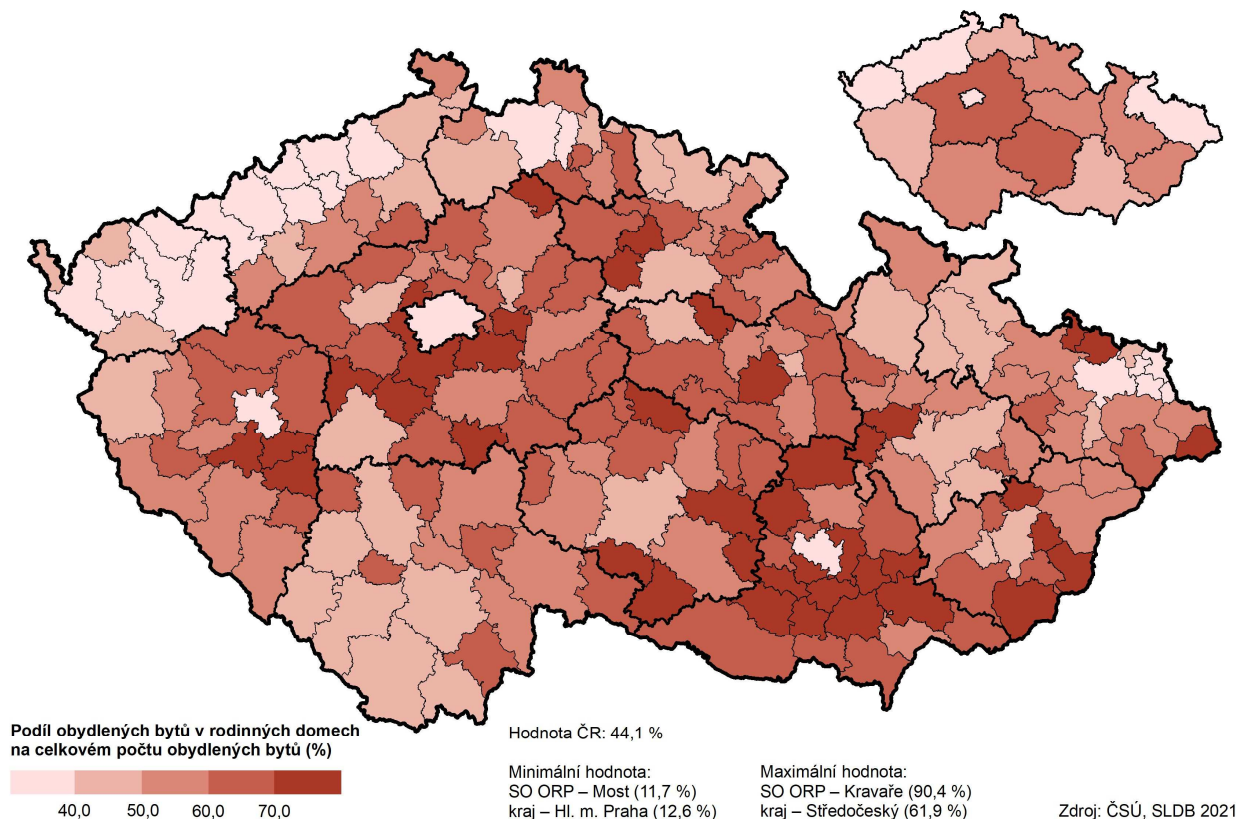 Podíl obydlených bytů v rodinných domech
na celkovém počtu obydlených bytů (%)
40,0 50,0 60,0 70,0
Hodnota ČR: 44,1 %
Minimální hodnota:
SO ORP – Most (11,7 %)
kraj – Hl. m. Praha (12,6 %)
Maximální hodnota:
SO ORP – Kravaře (90,4 %)
kraj – Středočeský (61,9 %)
Zdroj: ČSÚ, SLDB 2021